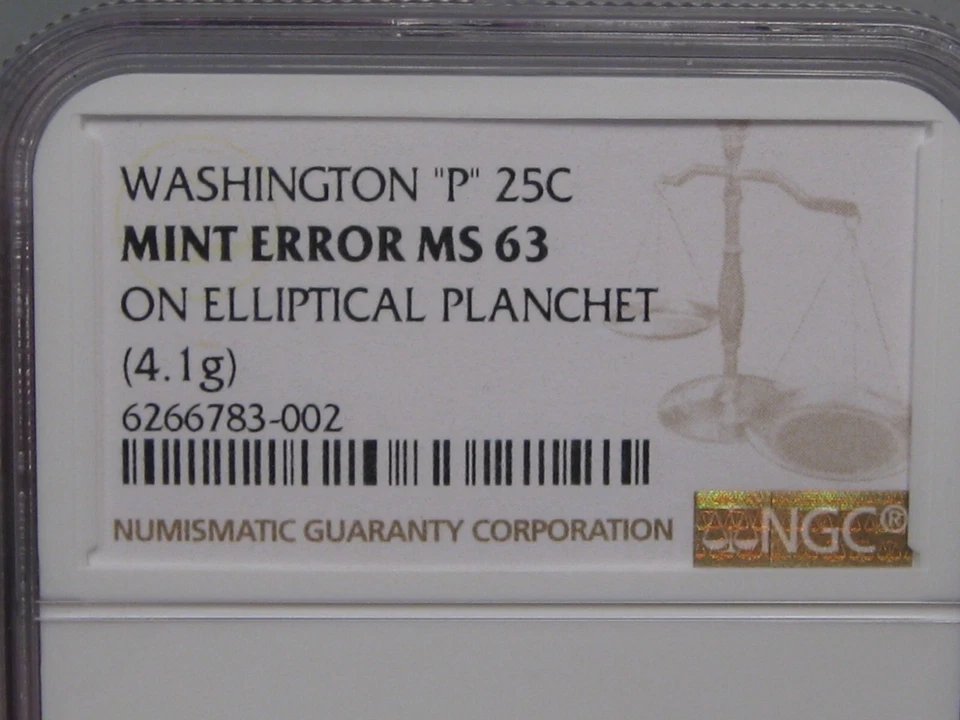 WASHINGTON "P" 25C
MINT ERROR MS 63
ON ELLIPTICAL PLANCHET
(4.1g)
6266783-002
NUMISMATIC GUARANTY CORPORATION
NGC®